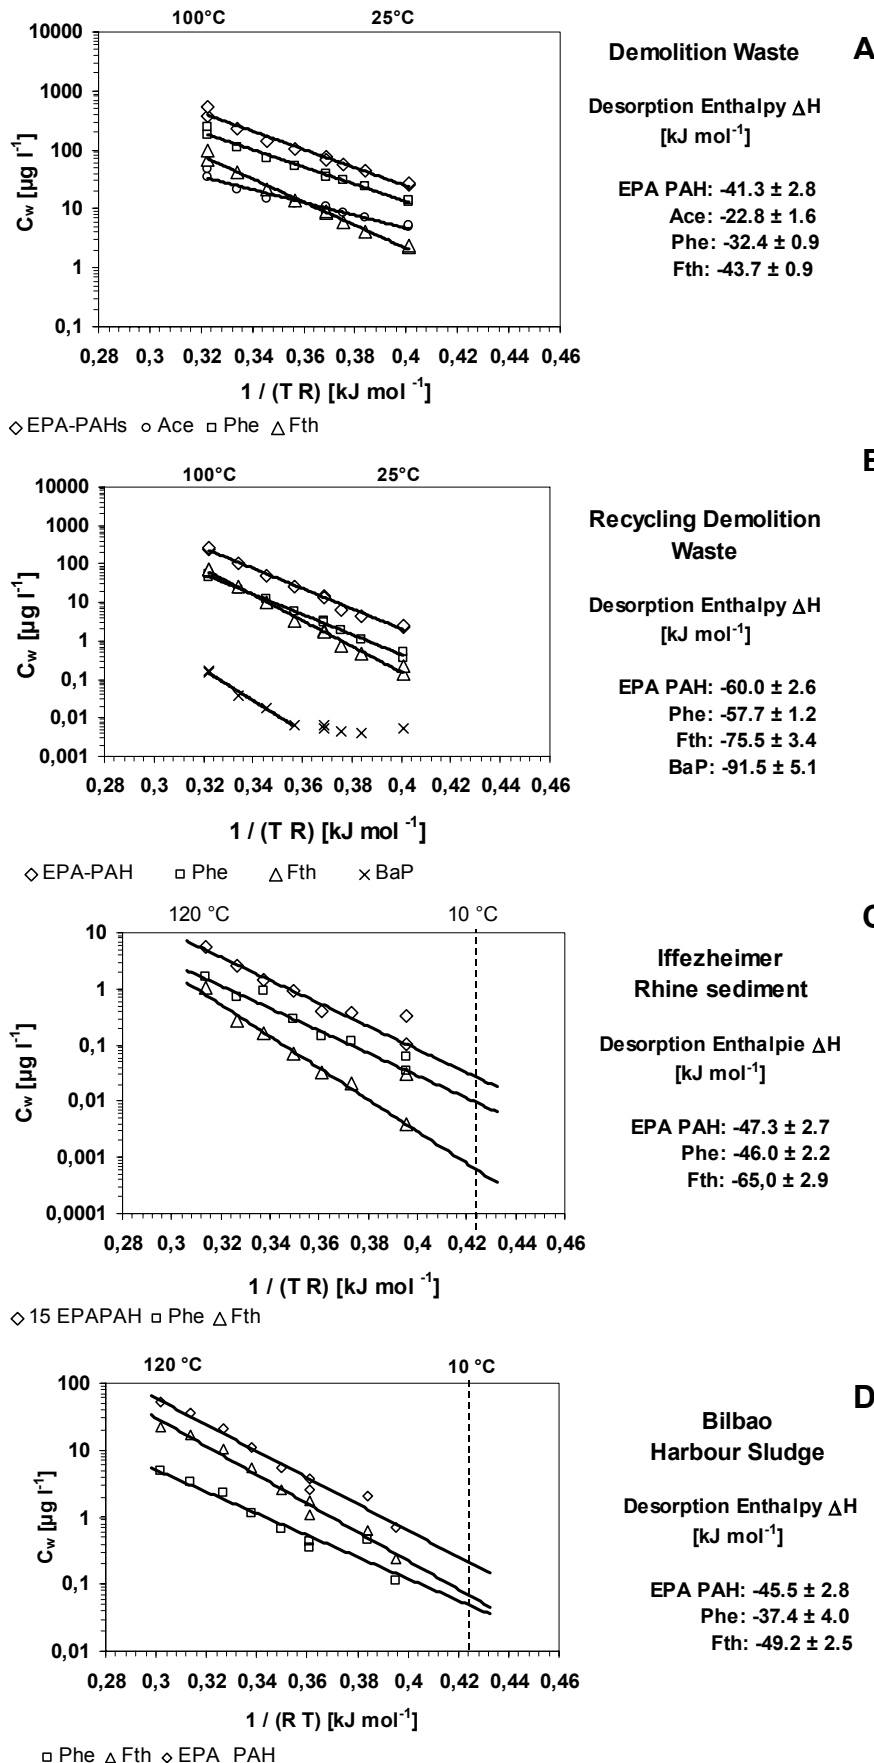 100°C 25°C
A
10000
1000
100
10
1
0,1
Cw [µg l-1]
0,28 0,3 0,32 0,34 0,36 0,38 0,4 0,42 0,44 0,46
1 / (T R) [kJ mol -1]
◇ EPA-PAHs ○ Ace □ Phe △ Fth
Demolition Waste
Desorption Enthalpy ΔH
[kJ mol-1]
EPA PAH: -41.3 ± 2.8
Ace: -22.8 ± 1.6
Phe: -32.4 ± 0.9
Fth: -43.7 ± 0.9
100°C 25°C
B
10000
1000
100
10
1
0,1
0,01
0,001
Cw [µg l-1]
0,28 0,3 0,32 0,34 0,36 0,38 0,4 0,42 0,44 0,46
1 / (T R) [kJ mol -1]
◇ EPA-PAH □ Phe △ Fth × BaP
Recycling Demolition
Waste
Desorption Enthalpy ΔH
[kJ mol-1]
EPA PAH: -60.0 ± 2.6
Phe: -57.7 ± 1.2
Fth: -75.5 ± 3.4
BaP: -91.5 ± 5.1
120 °C 10 °C
C
10
1
0,1
0,01
0,001
0,0001
Cw [µg l-1]
0,28 0,3 0,32 0,34 0,36 0,38 0,4 0,42 0,44 0,46
1 / (T R) [kJ mol -1]
◇ 15 EPAPAH □ Phe △ Fth
Iffezheimer
Rhine sediment
Desorption Enthalpie ΔH
[kJ mol-1]
EPA PAH: -47.3 ± 2.7
Phe: -46.0 ± 2.2
Fth: -65,0 ± 2.9
120 °C 10 °C
D
100
10
1
0,1
0,01
Cw [µg l-1]
0,28 0,3 0,32 0,34 0,36 0,38 0,40 0,42 0,44 0,46
1 / (R T) [kJ mol-1]
□ Phe △ Fth ◇ EPA PAH
Bilbao
Harbour Sludge
Desorption Enthalpy ΔH
[kJ mol-1]
EPA PAH: -45.5 ± 2.8
Phe: -37.4 ± 4.0
Fth: -49.2 ± 2.5